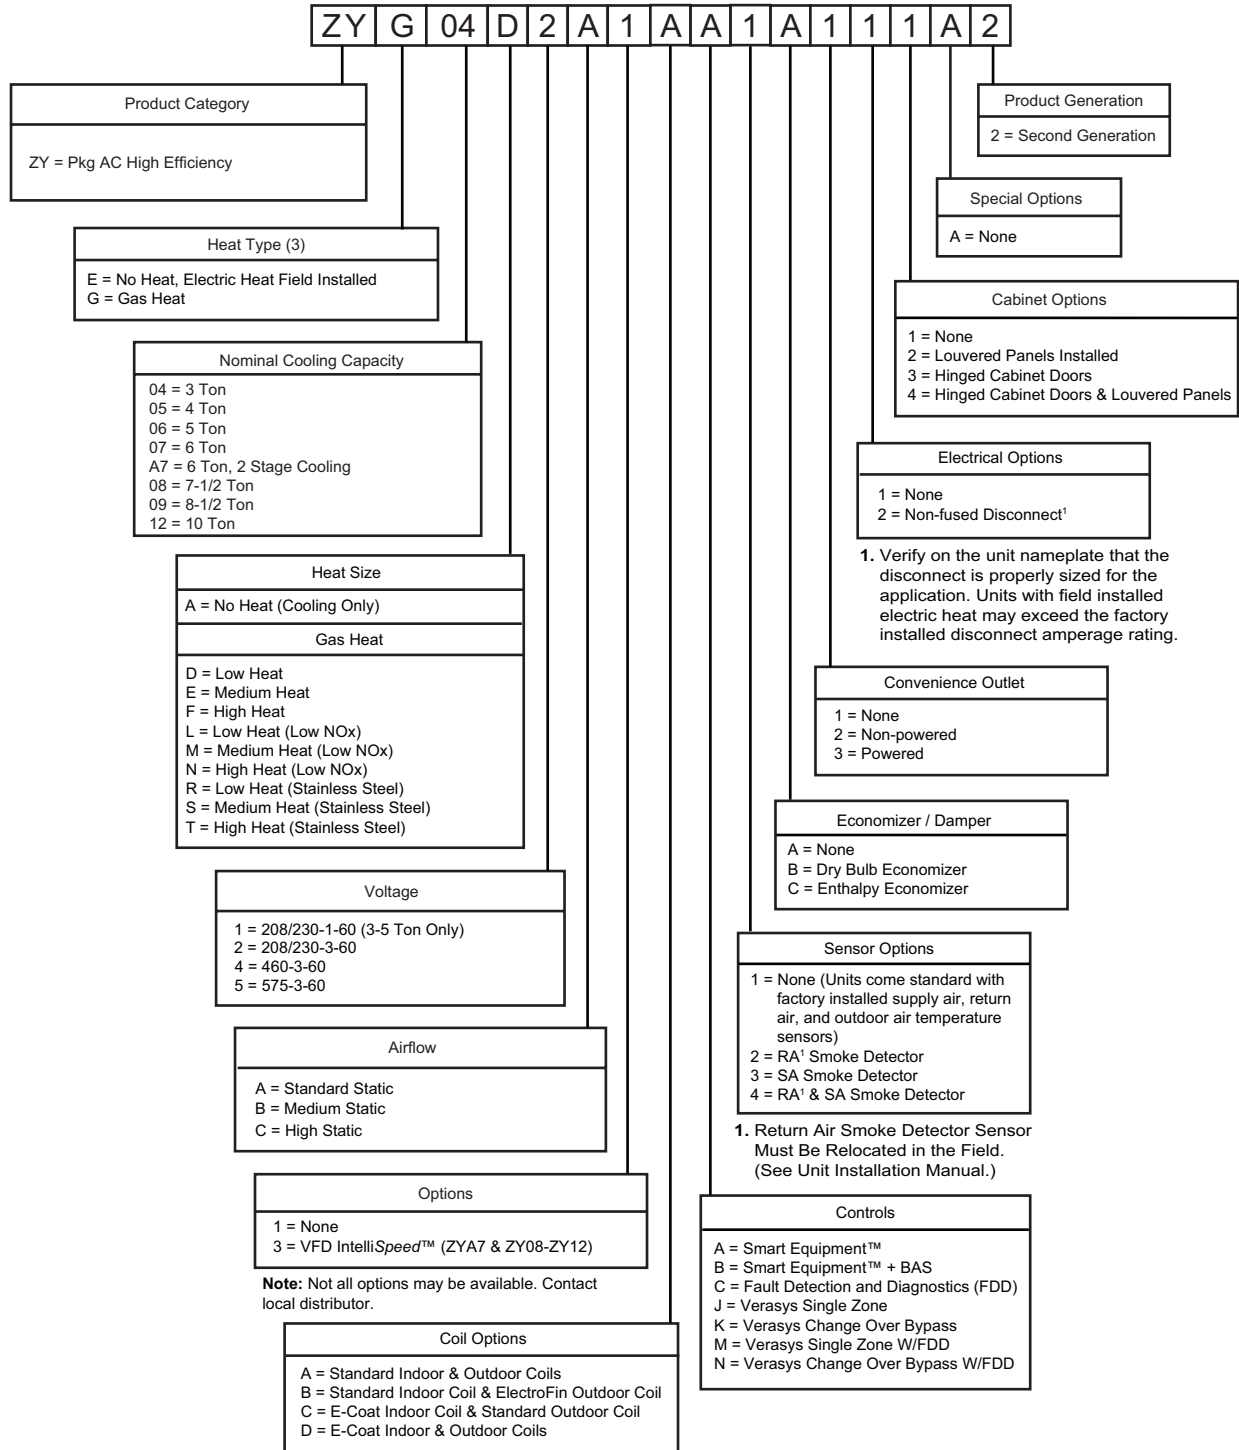 ZY G 04 D 2 A 1 A A 1 A 1 1 1 A 2
Product Category
ZY = Pkg AC High Efficiency
Heat Type (3)
E = No Heat, Electric Heat Field Installed
G = Gas Heat
Nominal Cooling Capacity
04 = 3 Ton
05 = 4 Ton
06 = 5 Ton
07 = 6 Ton
A7 = 6 Ton, 2 Stage Cooling
08 = 7-1/2 Ton
09 = 8-1/2 Ton
12 = 10 Ton
Heat Size
A = No Heat (Cooling Only)
Gas Heat
D = Low Heat
E = Medium Heat
F = High Heat
L = Low Heat (Low NOx)
M = Medium Heat (Low NOx)
N = High Heat (Low NOx)
R = Low Heat (Stainless Steel)
S = Medium Heat (Stainless Steel)
T = High Heat (Stainless Steel)
Voltage
1 = 208/230-1-60 (3-5 Ton Only)
2 = 208/230-3-60
4 = 460-3-60
5 = 575-3-60
Airflow
A = Standard Static
B = Medium Static
C = High Static
Options
1 = None
3 = VFD IntelliSpeed™ (ZYA7 & ZY08-ZY12)
Note: Not all options may be available. Contact
local distributor.
Coil Options
A = Standard Indoor & Outdoor Coils
B = Standard Indoor Coil & ElectroFin Outdoor Coil
C = E-Coat Indoor Coil & Standard Outdoor Coil
D = E-Coat Indoor & Outdoor Coils
Product Generation
2 = Second Generation
Special Options
A = None
Cabinet Options
1 = None
2 = Louvered Panels Installed
3 = Hinged Cabinet Doors
4 = Hinged Cabinet Doors & Louvered Panels
Electrical Options
1 = None
2 = Non-fused Disconnect¹
1. Verify on the unit nameplate that the
disconnect is properly sized for the
application. Units with field installed
electric heat may exceed the factory
installed disconnect amperage rating.
Convenience Outlet
1 = None
2 = Non-powered
3 = Powered
Economizer / Damper
A = None
B = Dry Bulb Economizer
C = Enthalpy Economizer
Sensor Options
1 = None (Units come standard with
factory installed supply air, return
air, and outdoor air temperature
sensors)
2 = RA¹ Smoke Detector
3 = SA Smoke Detector
4 = RA¹ & SA Smoke Detector
1. Return Air Smoke Detector Sensor
Must Be Relocated in the Field.
(See Unit Installation Manual.)
Controls
A = Smart Equipment™
B = Smart Equipment™ + BAS
C = Fault Detection and Diagnostics (FDD)
J = Verasys Single Zone
K = Verasys Change Over Bypass
M = Verasys Single Zone W/FDD
N = Verasys Change Over Bypass W/FDD